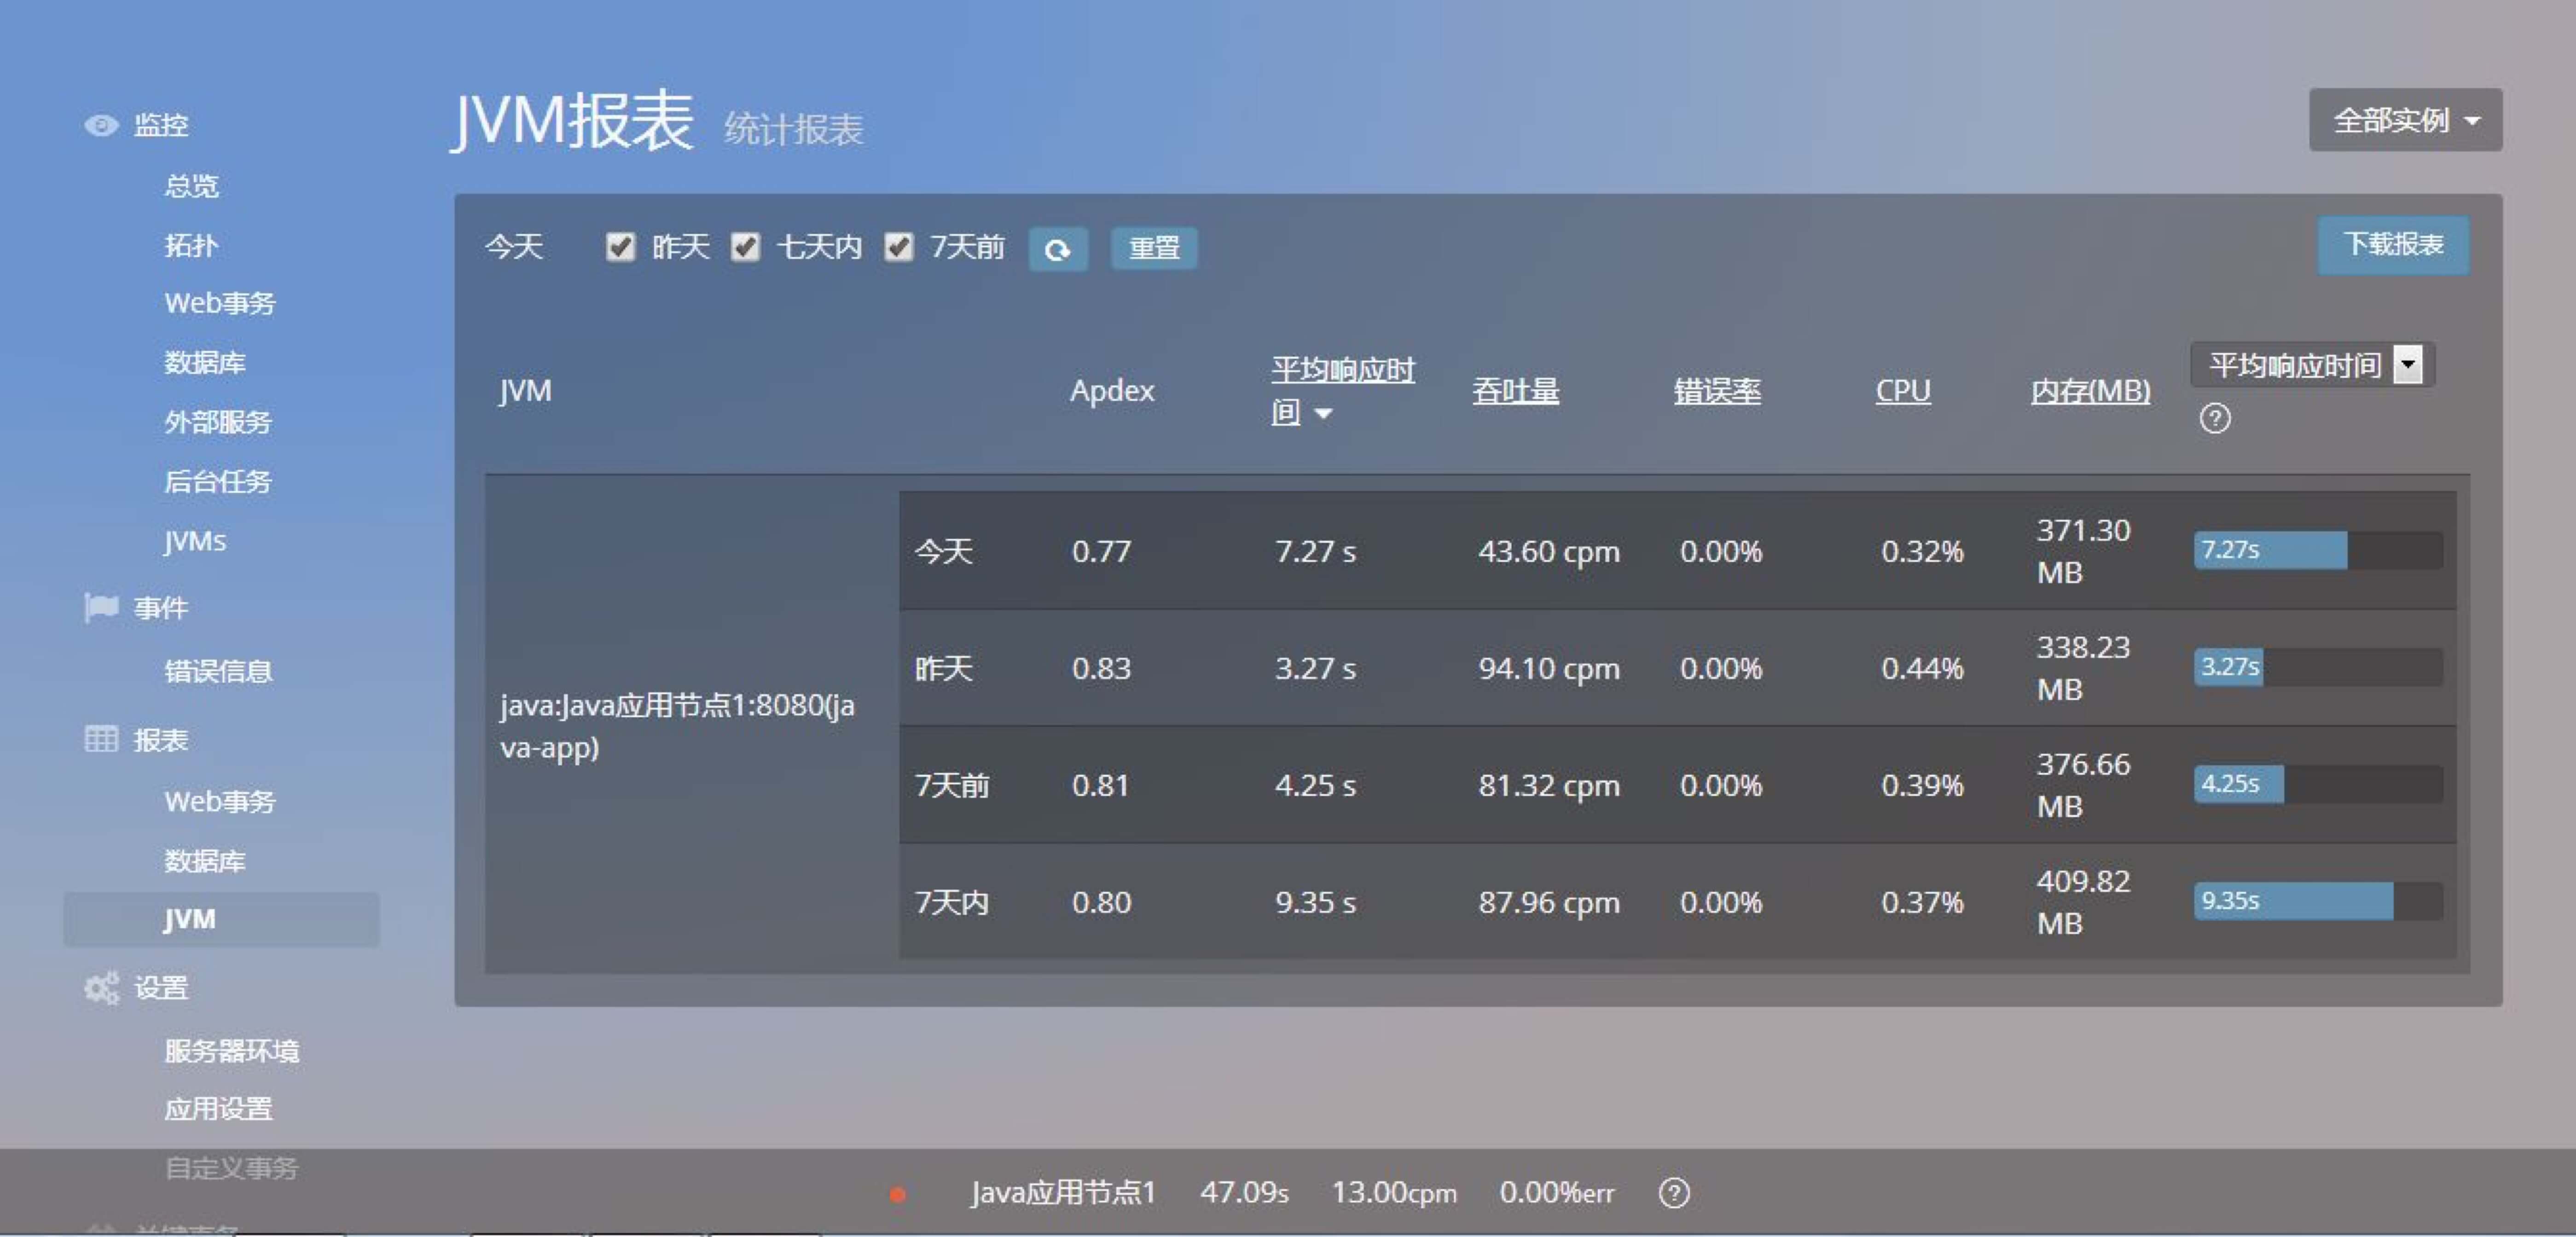 监控
总览
拓扑
Web事务
数据库
外部服务
后台任务
JVMs
事件
错误信息
报表
Web事务
数据库
JVM
设置
服务器环境
应用设置
自定义事务
JVM报表 统计报表
全部实例
今天 昨天 七天内 7天前 重置
下载报表
JVM Apdex 平均响应时间 吞吐量 错误率 CPU 内存(MB) 平均响应时间 ?
java:Java应用节点1:8080(ja
va-app)
今天 0.77 7.27 s 43.60 cpm 0.00% 0.32% 371.30 MB 7.27s
昨天 0.83 3.27 s 94.10 cpm 0.00% 0.44% 338.23 MB 3.27s
7天前 0.81 4.25 s 81.32 cpm 0.00% 0.39% 376.66 MB 4.25s
7天内 0.80 9.35 s 87.96 cpm 0.00% 0.37% 409.82 MB 9.35s
Java应用节点1 47.09s 13.00cpm 0.00%err ?